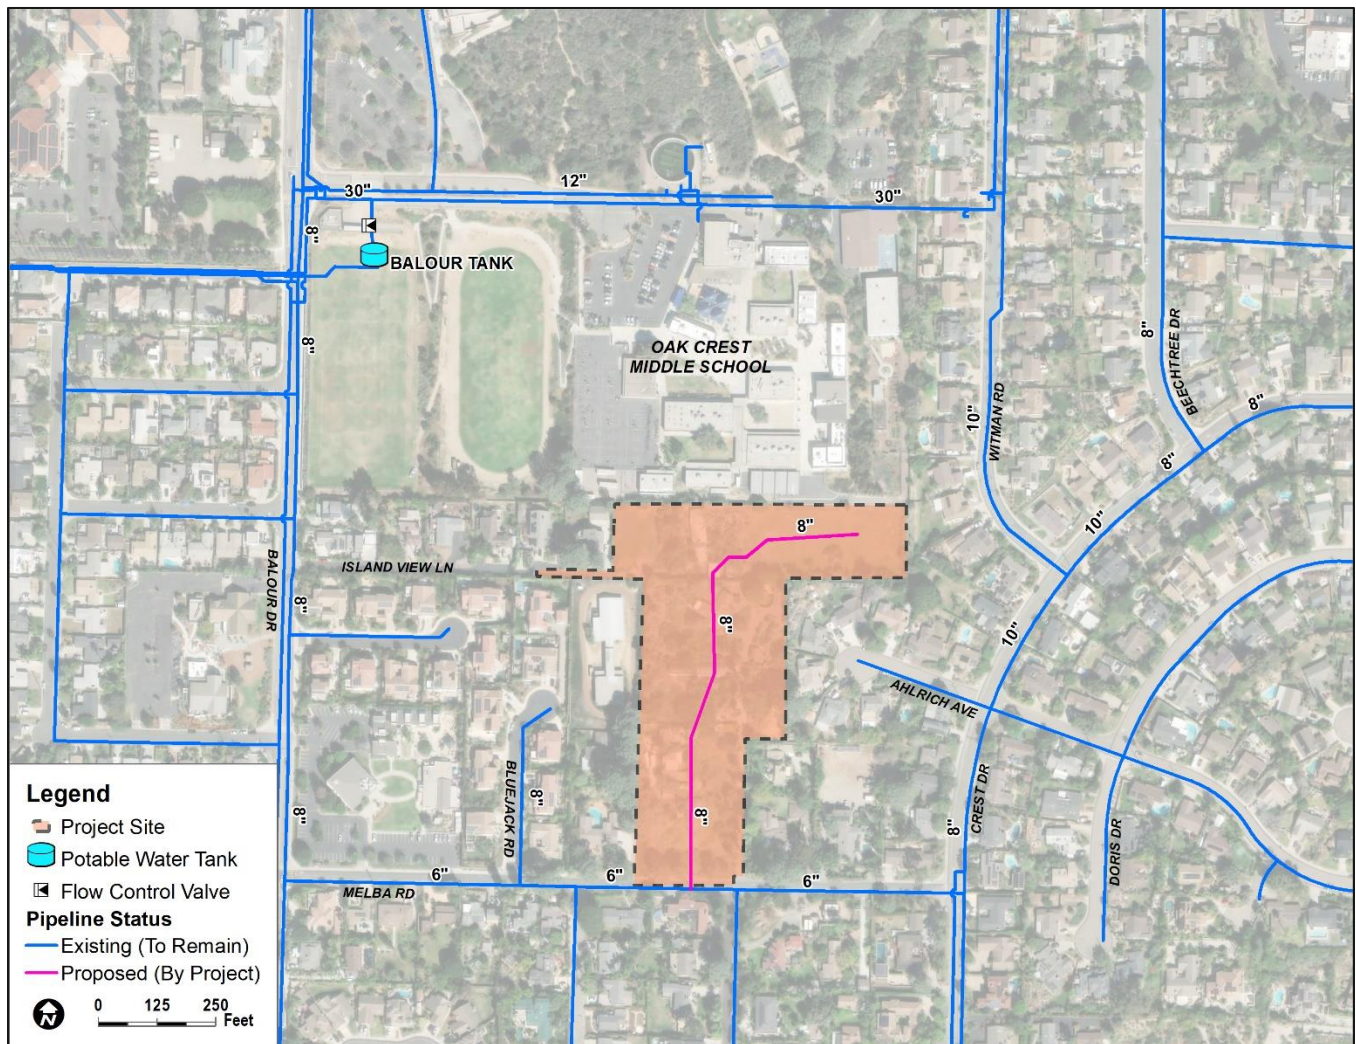 30"
12"
30"
8"
BALOUR TANK
8"
OAK CREST
MIDDLE SCHOOL
8"
BEECHTREE DR
8"
10"
WITMAN RD
8"
10"
8"
ISLAND VIEW LN
BALOUR DR
8"
8"
10"
AHLRICH AVE
BLUEJACK RD
8"
8"
8"
8"
CREST DR
DORIS DR
6"
6"
MELBA RD
Legend
Project Site
Potable Water Tank
Flow Control Valve
Pipeline Status
Existing (To Remain)
Proposed (By Project)
N
0 125 250
Feet